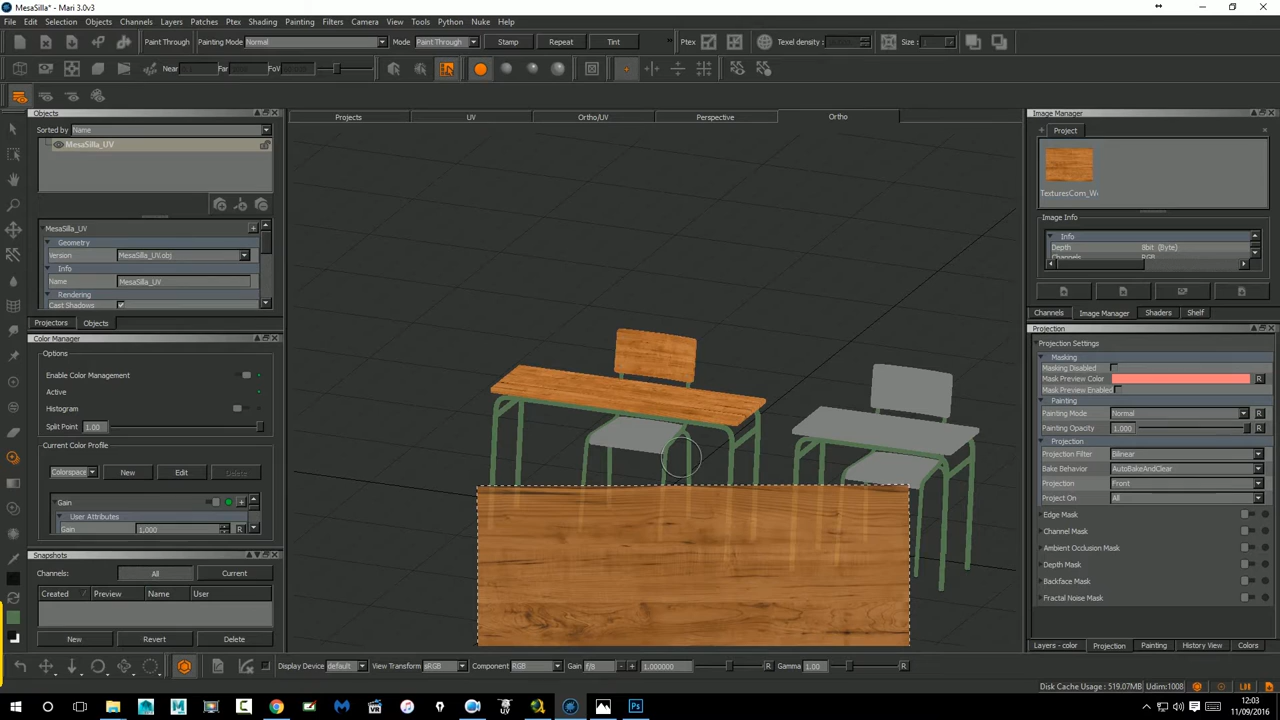 MesaSilla* - Mari 3.0v3
File Edit Selection Objects Channels Layers Patches Ptex Shading Painting Filters Camera View Tools Python Nuke Help
Paint Through Painting Mode Normal Mode Paint Through Stamp Repeat Tint Ptex Texel density: Size :
Near Far FoV
Objects
Sorted by Name
MesaSilla_UV
MesaSilla_UV
Geometry
Version MesaSilla_UV.obj
Info
Name MesaSilla_UV
Rendering
Cast Shadows
Projectors Objects
Color Manager
Options
Enable Color Management
Active
Histogram
Split Point 1.00
Current Color Profile
Colorspace New Edit Delete
Gain
User Attributes
Gain 1,000 R
Snapshots
Channels: All Current
Created Preview Name User
New Revert Delete
Projects UV Ortho/UV Perspective Ortho
Image Manager
Project
TexturesCom_W
Image Info
Info
Depth 8bit (Byte)
Channels RGB
Channels Image Manager Shaders Shelf
Projection
Projection Settings
Masking
Masking Disabled
Mask Preview Color R
Mask Preview Enabled R
Painting
Painting Mode Normal R
Painting Opacity 1.000 R
Projection
Projection Filter Bilinear
Bake Behavior AutoBakeAndClear
Projection Front
Project On All
Edge Mask
Channel Mask
Ambient Occlusion Mask
Depth Mask
Backface Mask
Fractal Noise Mask
Layers - color Projection Painting History View Colors
Display Device default View Transform sRGB Component RGB Gain f/8 - + 1.000000 R Gamma 1.00 R
Disk Cache Usage : 519.07MB Udim:1008
12:03
11/09/2016